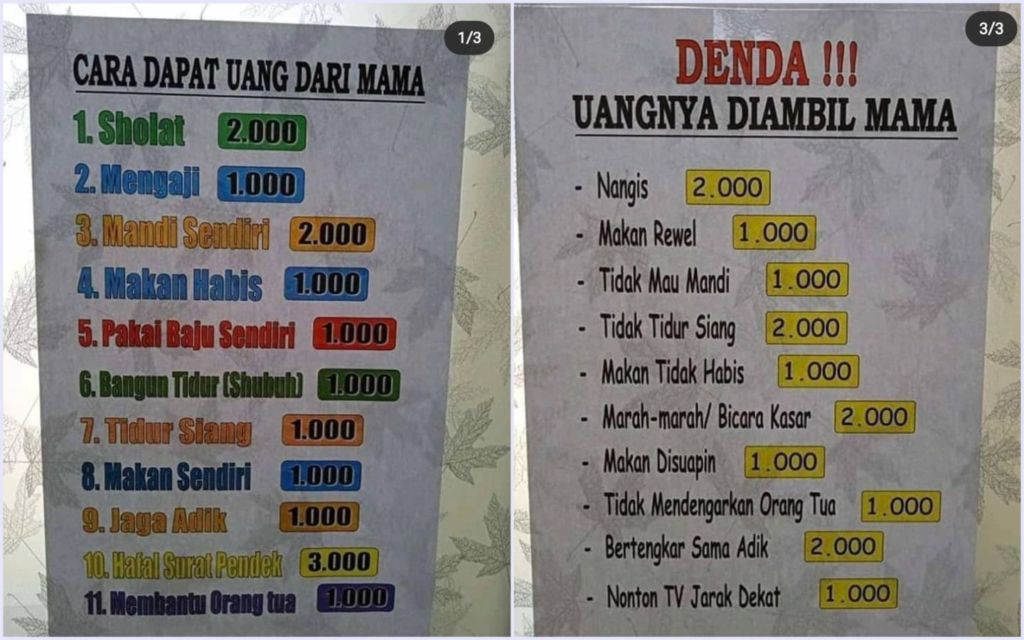 1/3
CARA DAPAT UANG DARI MAMA
1. Sholat 2.000
2. Mengaji 1.000
3. Mandi Sendiri 2.000
4. Makan Habis 1.000
5. Pakai Baju Sendiri 1.000
6. Bangun Tidur (Shubuh) 1.000
7. Tidur Siang 1.000
8. Makan Sendiri 1.000
9. Jaga Adik 1.000
10. Hafal Surat Pendek 3.000
11. Membantu Orang tua 1.000
3/3
DENDA !!!
UANGNYA DIAMBIL MAMA
- Nangis 2.000
- Makan Rewel 1.000
- Tidak Mau Mandi 1.000
- Tidak Tidur Siang 2.000
- Makan Tidak Habis 1.000
- Marah-marah/ Bicara Kasar 2.000
- Makan Disuapin 1.000
- Tidak Mendengarkan Orang Tua 1.000
- Bertengkar Sama Adik 2.000
- Nonton TV Jarak Dekat 1.000